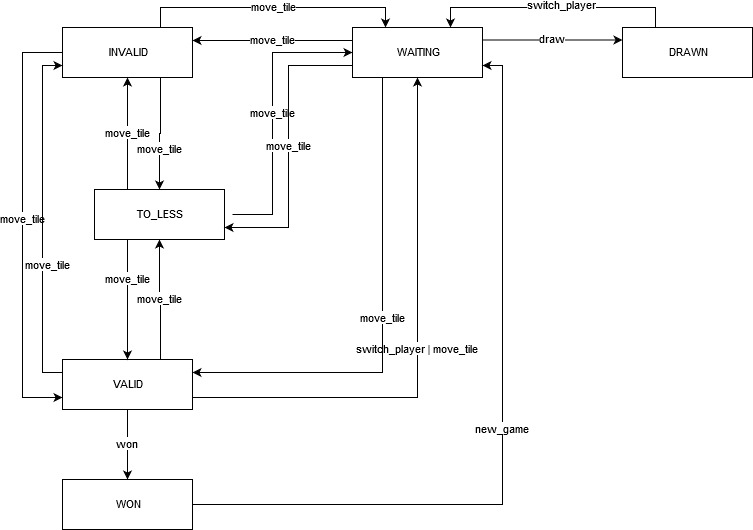 switch_player
move_tile
INVALID
move_tile
WAITING
draw
DRAWN
move_tile
move_tile
move_tile
move_tile
TO_LESS
move_tile
move_tile
move_tile
move_tile
move_tile
switch_player | move_tile
VALID
new_game
won
WON